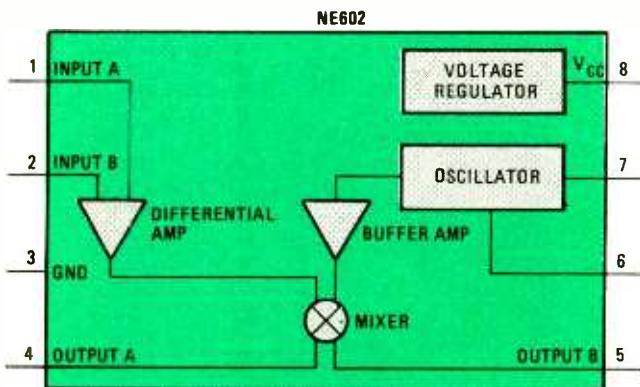 NE602
1 INPUT A
VOLTAGE REGULATOR
VCC 8
2 INPUT B
OSCILLATOR
7
DIFFERENTIAL AMP
BUFFER AMP
3 GND
6
MIXER
4 OUTPUT A
OUTPUT B 5